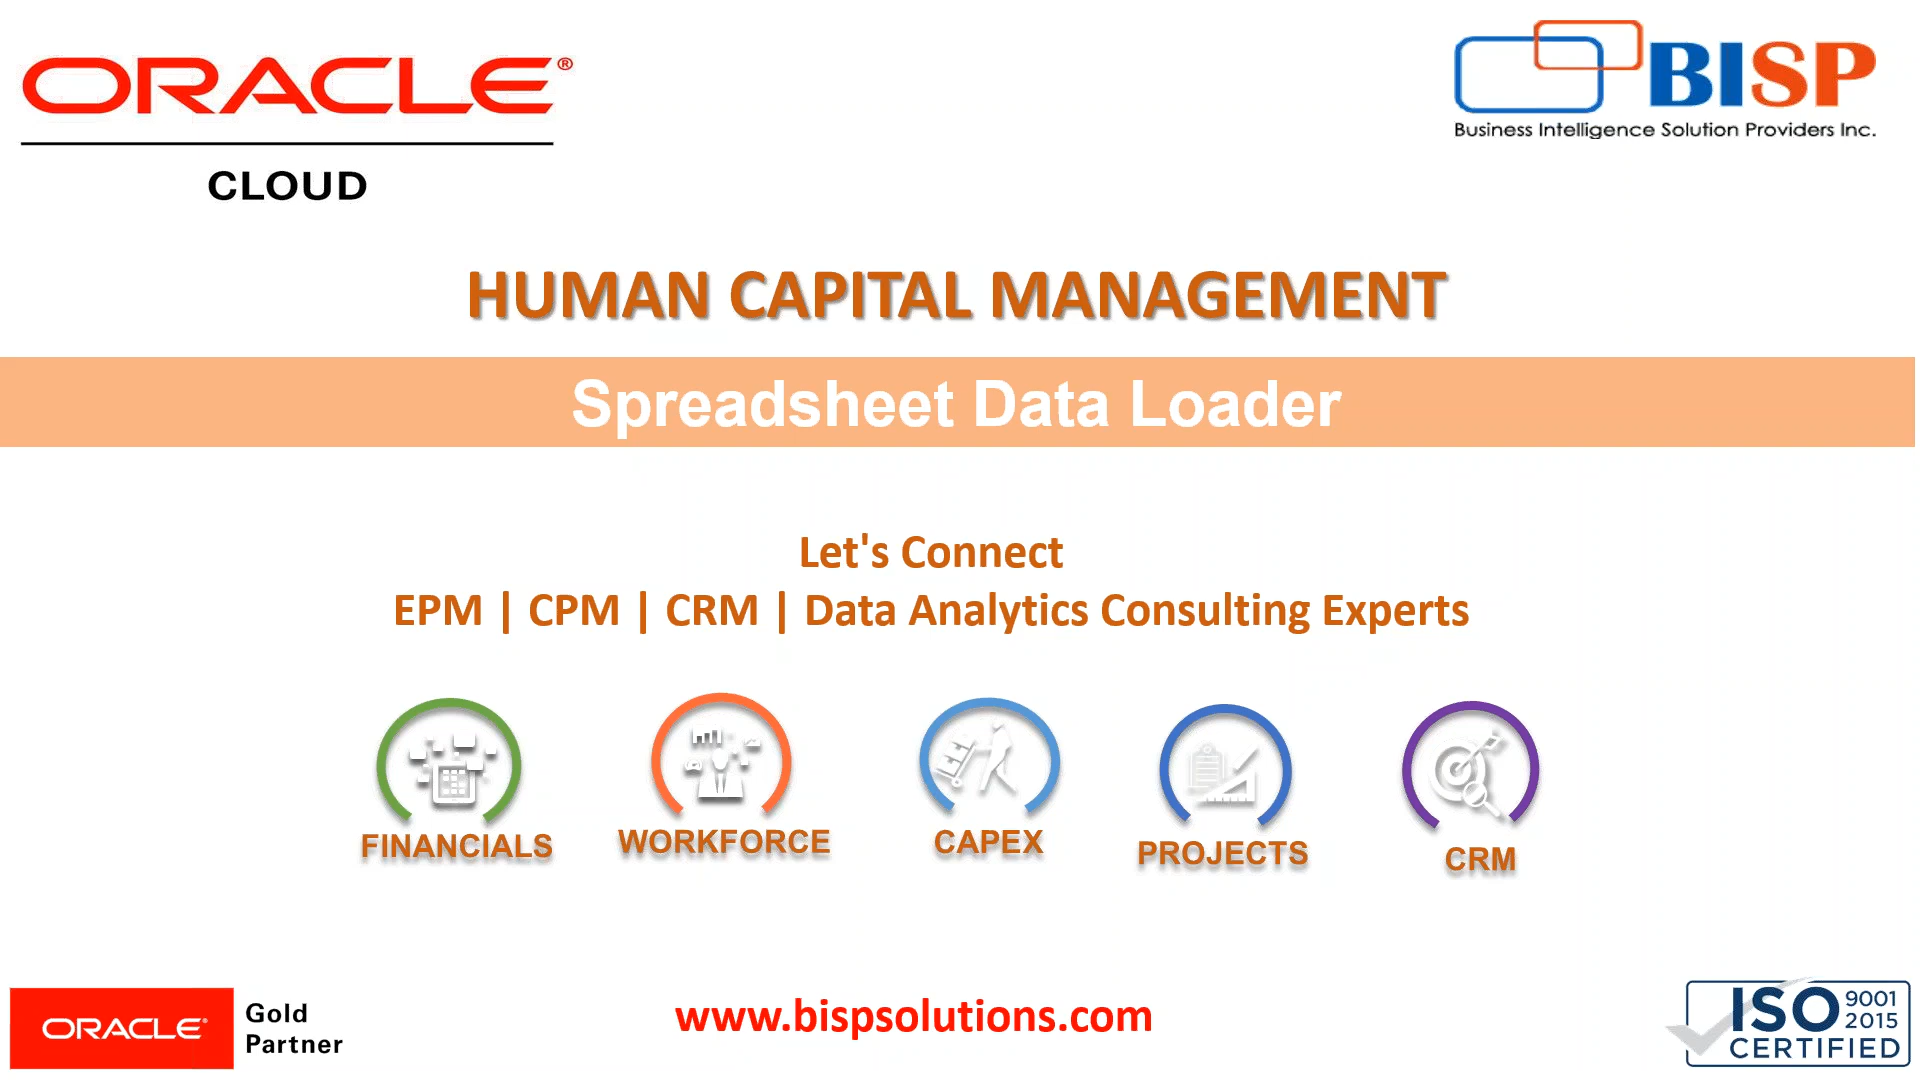 ORACLE®
CLOUD
BISP
Business Intelligence Solution Providers Inc.
HUMAN CAPITAL MANAGEMENT
Spreadsheet Data Loader
Let's Connect
EPM | CPM | CRM | Data Analytics Consulting Experts
FINANCIALS
WORKFORCE
CAPEX
PROJECTS
CRM
ORACLE®
Gold
Partner
www.bispsolutions.com
ISO 9001
2015
CERTIFIED